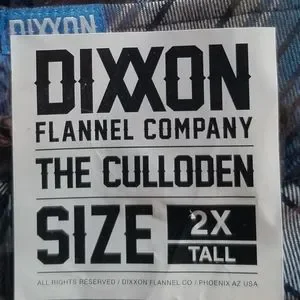 DIXXON
DIXXON
FLANNEL COMPANY
THE CULLODEN
SIZE 2X
TALL
ALL RIGHTS RESERVED / DIXXON FLANNEL CO / PHOENIX AZ USA